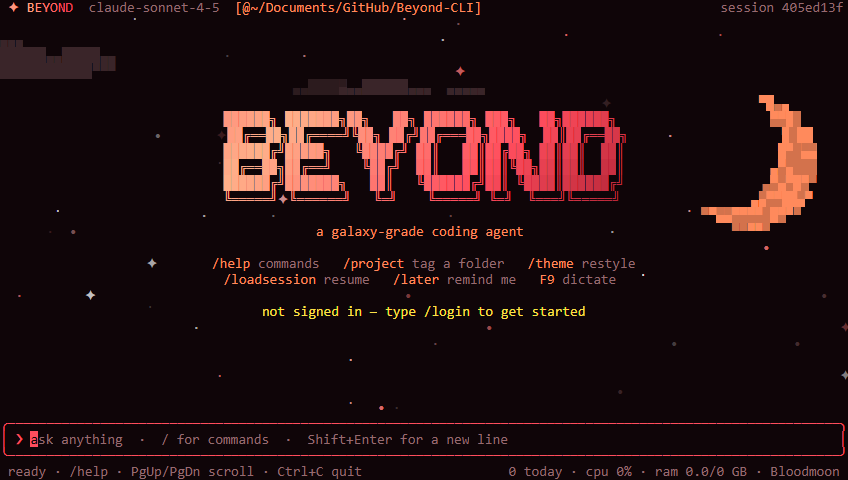 ✦ BEYOND claude-sonnet-4-5 [@~/Documents/GitHub/Beyond-CLI] session 405ed13f
BEYOND
a galaxy-grade coding agent
/help commands /project tag a folder /theme restyle
/loadsession resume /later remind me F9 dictate
not signed in — type /login to get started
❯ ask anything · / for commands · Shift+Enter for a new line
ready · /help · PgUp/PgDn scroll · Ctrl+C quit 0 today · cpu 0% · ram 0.0/0 GB · Bloodmoon